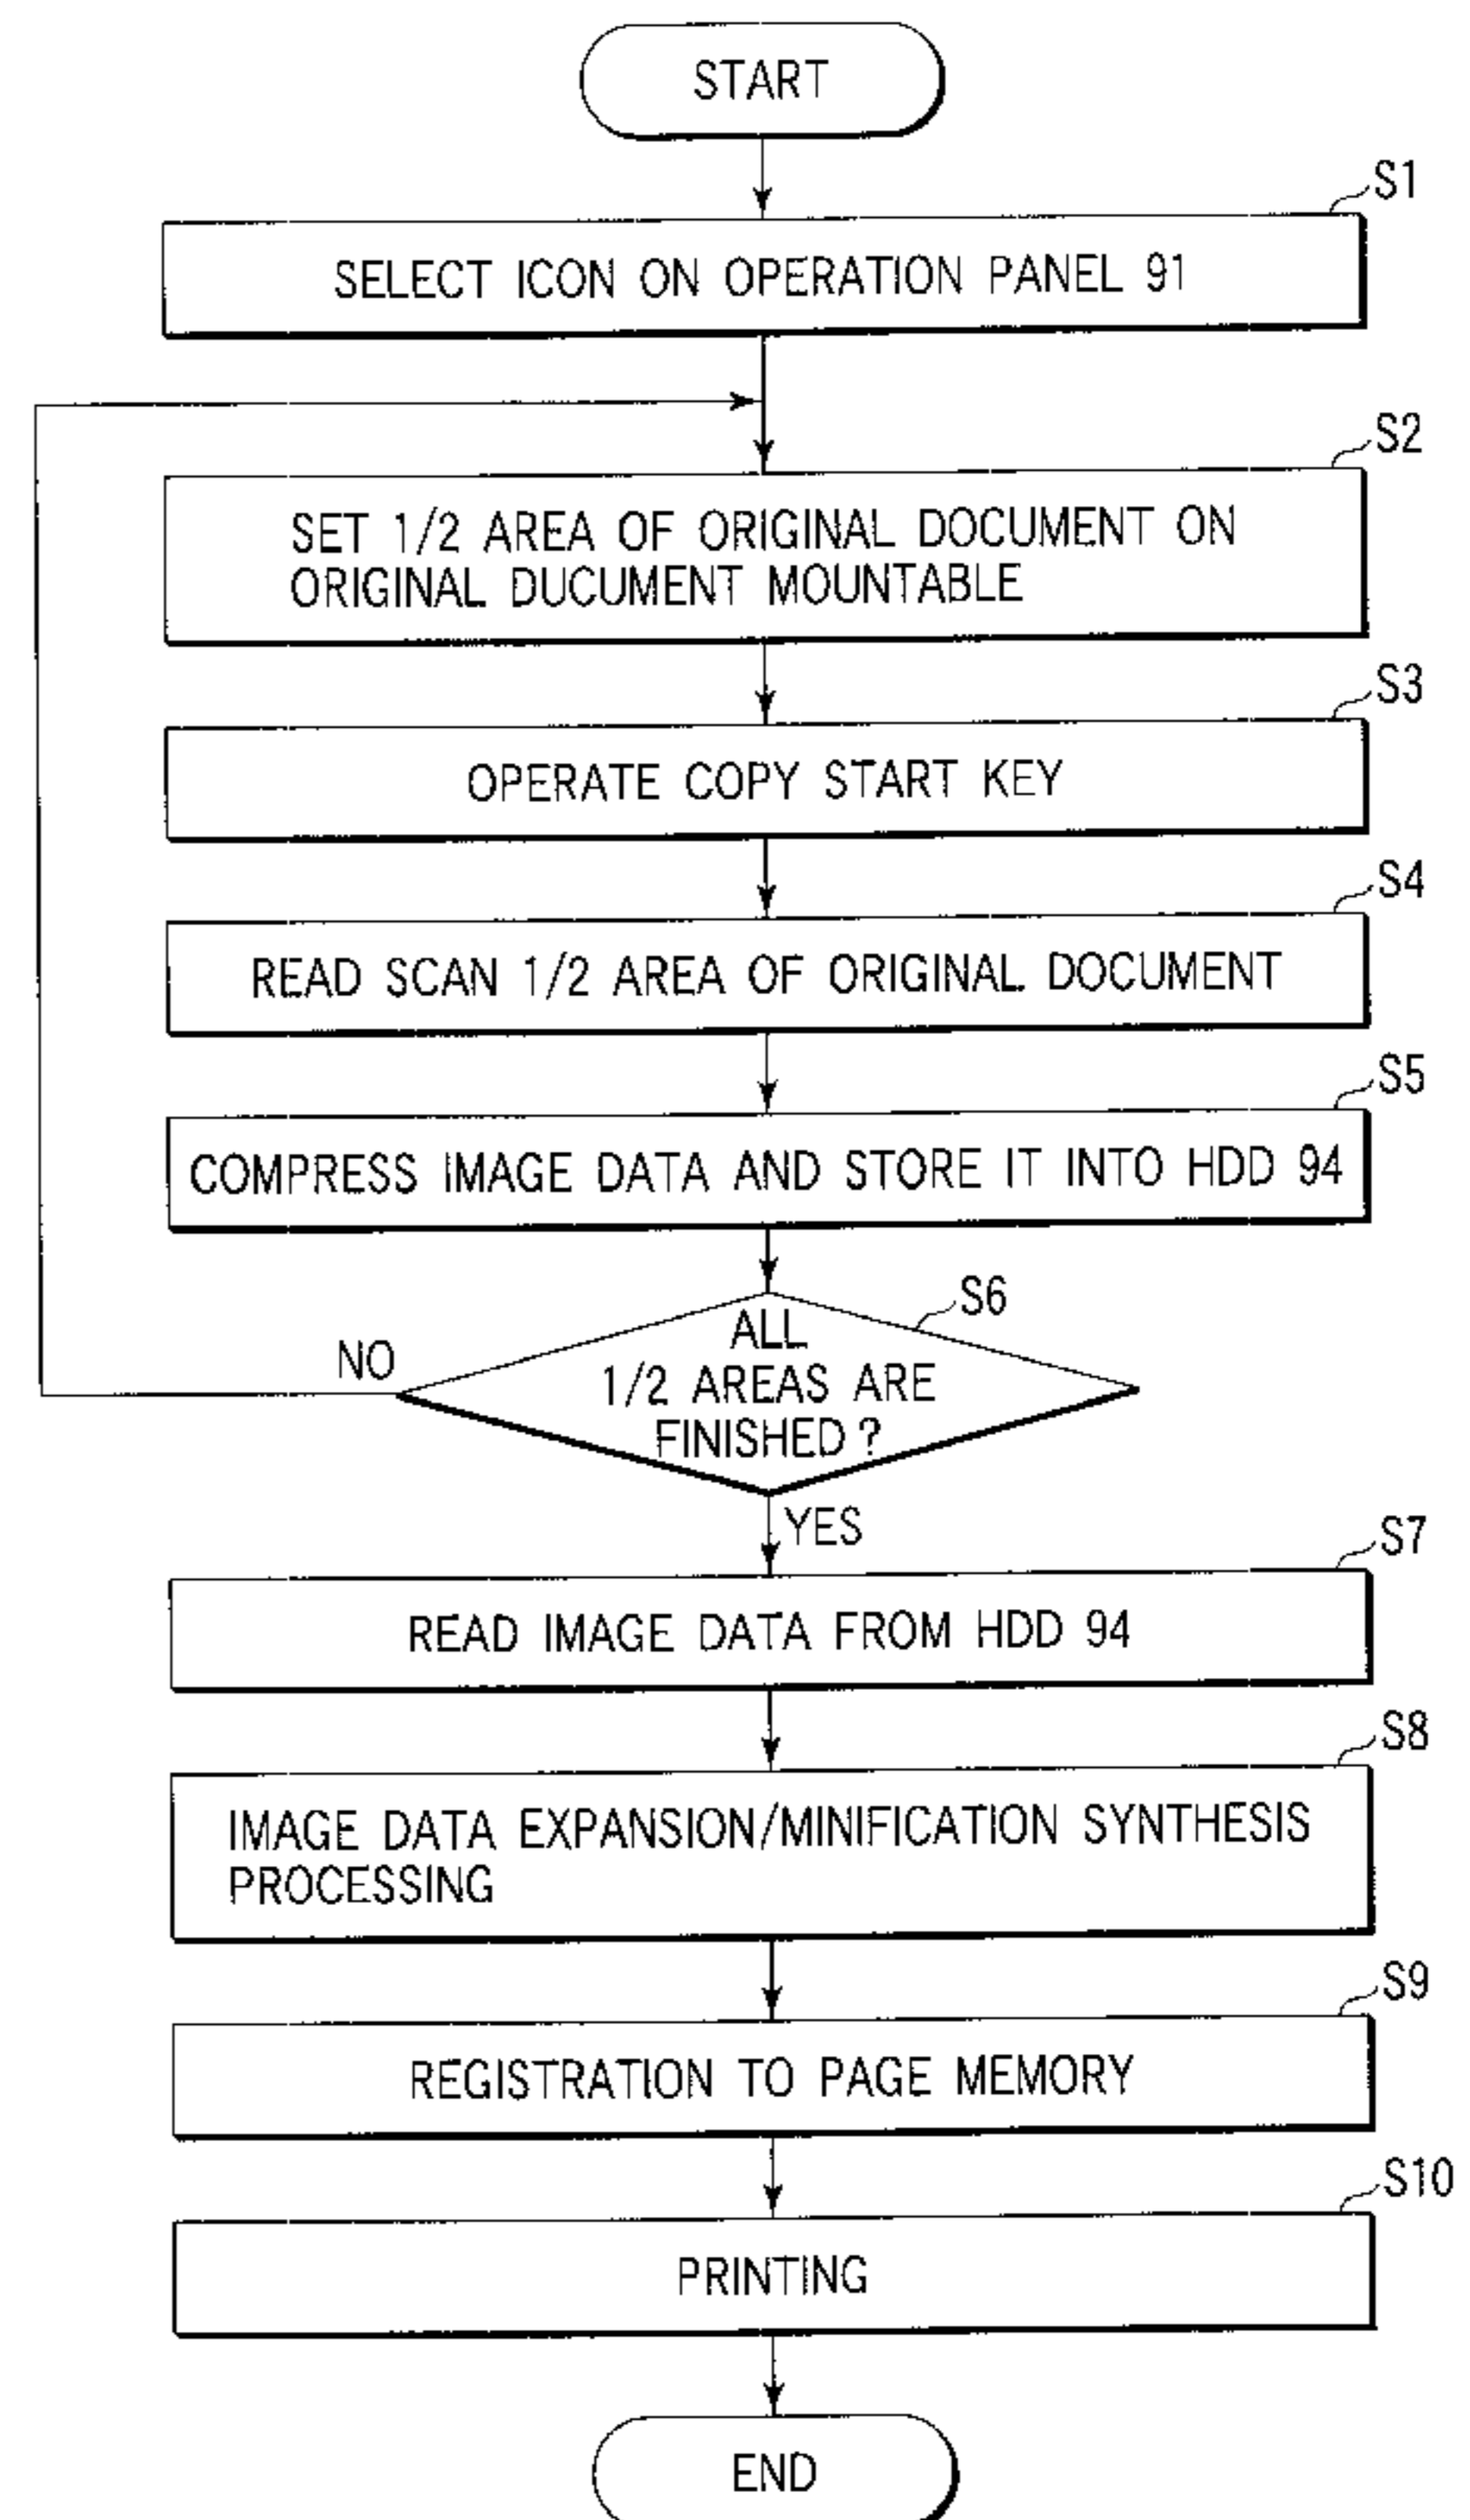 START
S1
SELECT ICON ON OPERATION PANEL 91
S2
SET 1/2 AREA OF ORIGINAL DOCUMENT ON
ORIGINAL DUCUMENT MOUNTABLE
S3
OPERATE COPY START KEY
S4
READ SCAN 1/2 AREA OF ORIGINAL DOCUMENT
S5
COMPRESS IMAGE DATA AND STORE IT INTO HDD 94
S6
ALL
1/2 AREAS ARE
FINISHED?
NO
YES
S7
READ IMAGE DATA FROM HDD 94
S8
IMAGE DATA EXPANSION/MINIFICATION SYNTHESIS
PROCESSING
S9
REGISTRATION TO PAGE MEMORY
S10
PRINTING
END